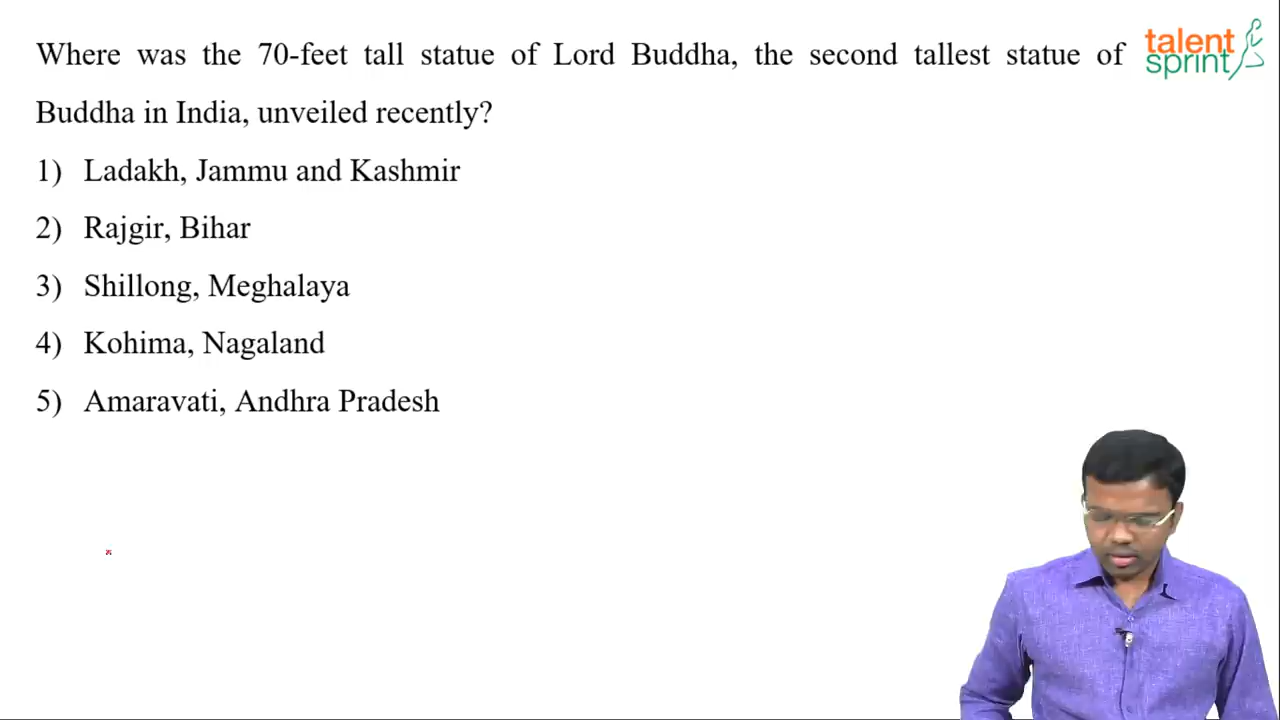 Where was the 70-feet tall statue of Lord Buddha, the second tallest statue of
Buddha in India, unveiled recently?
1) Ladakh, Jammu and Kashmir
2) Rajgir, Bihar
3) Shillong, Meghalaya
4) Kohima, Nagaland
5) Amaravati, Andhra Pradesh
talent
sprint